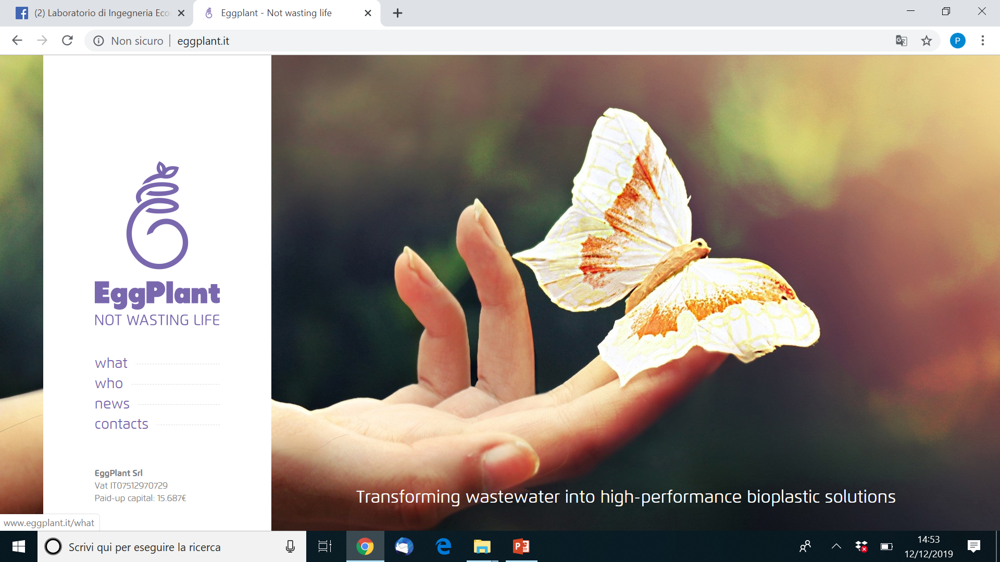 (2) Laboratorio di Ingegneria Eco
Eggplant - Not wasting life
Non sicuro
eggplant.it
P
EggPlant
NOT WASTING LIFE
what
who
news
contacts
EggPlant Srl
Vat IT07512970729
Paid-up capital: 15.687€
Transforming wastewater into high-performance bioplastic solutions
www.eggplant.it/what
Scrivi qui per eseguire la ricerca
14:53
12/12/2019